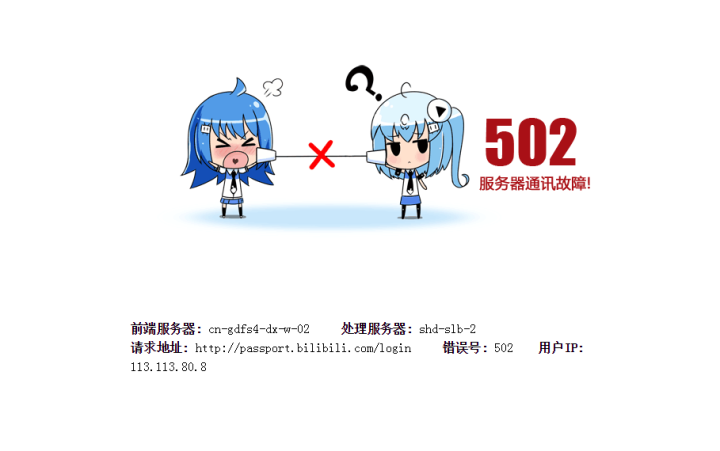 502
服务器通讯故障!
前端服务器: cn-gdfs4-dx-w-02 处理服务器: shd-slb-2
请求地址: http://passport.bilibili.com/login 错误号: 502 用户IP:
113.113.80.8